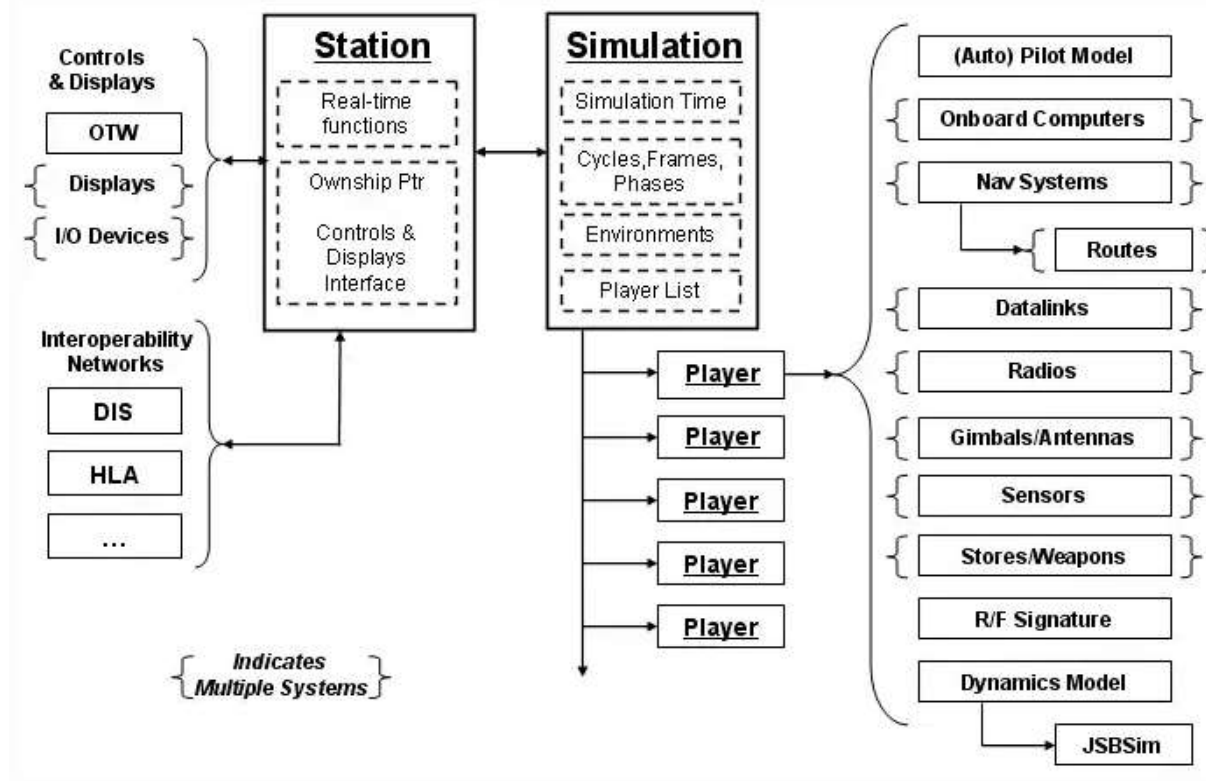 Controls
& Displays
OTW
Displays
I/O Devices
Interoperability
Networks
DIS
HLA
...
Indicates
Multiple Systems
Station
Real-time
functions
Ownship Ptr
Controls &
Displays
Interface
Simulation
Simulation Time
Cycles,Frames,
Phases
Environments
Player List
Player
Player
Player
Player
Player
(Auto) Pilot Model
Onboard Computers
Nav Systems
Routes
Datalinks
Radios
Gimbals/Antennas
Sensors
Stores/Weapons
R/F Signature
Dynamics Model
JSBSim